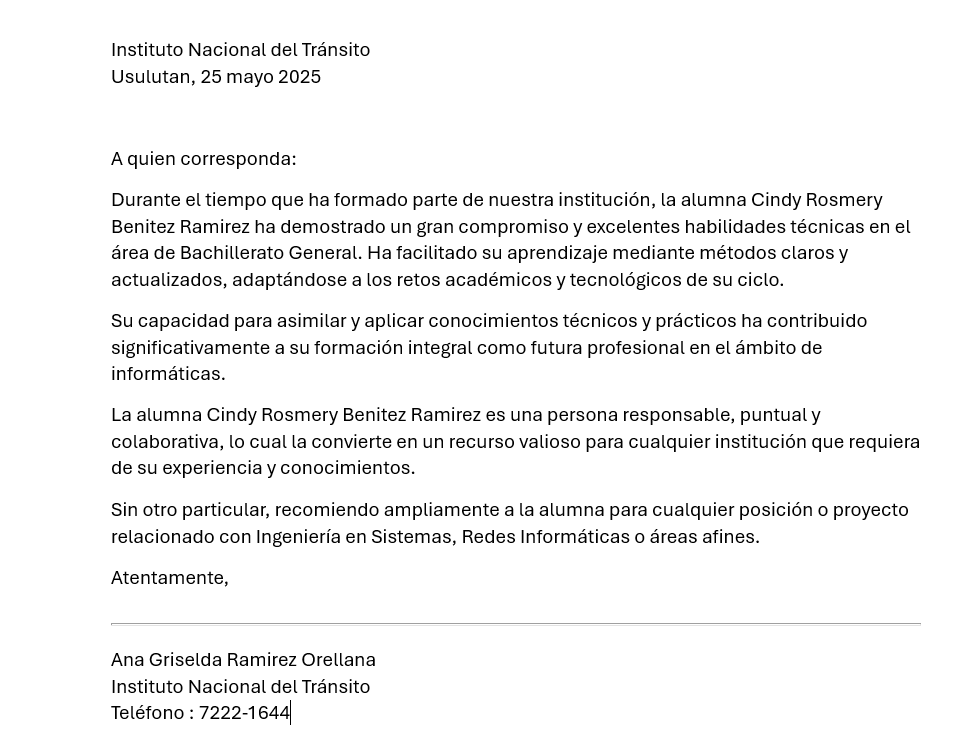 Instituto Nacional del Tránsito
Usulutan, 25 mayo 2025
A quien corresponda:
Durante el tiempo que ha formado parte de nuestra institución, la alumna Cindy Rosmery
Benitez Ramirez ha demostrado un gran compromiso y excelentes habilidades técnicas en el
área de Bachillerato General. Ha facilitado su aprendizaje mediante métodos claros y
actualizados, adaptándose a los retos académicos y tecnológicos de su ciclo.
Su capacidad para asimilar y aplicar conocimientos técnicos y prácticos ha contribuido
significativamente a su formación integral como futura profesional en el ámbito de
informáticas.
La alumna Cindy Rosmery Benitez Ramirez es una persona responsable, puntual y
colaborativa, lo cual la convierte en un recurso valioso para cualquier institución que requiera
de su experiencia y conocimientos.
Sin otro particular, recomiendo ampliamente a la alumna para cualquier posición o proyecto
relacionado con Ingeniería en Sistemas, Redes Informáticas o áreas afines.
Atentamente,
Ana Griselda Ramirez Orellana
Instituto Nacional del Tránsito
Teléfono : 7222-1644